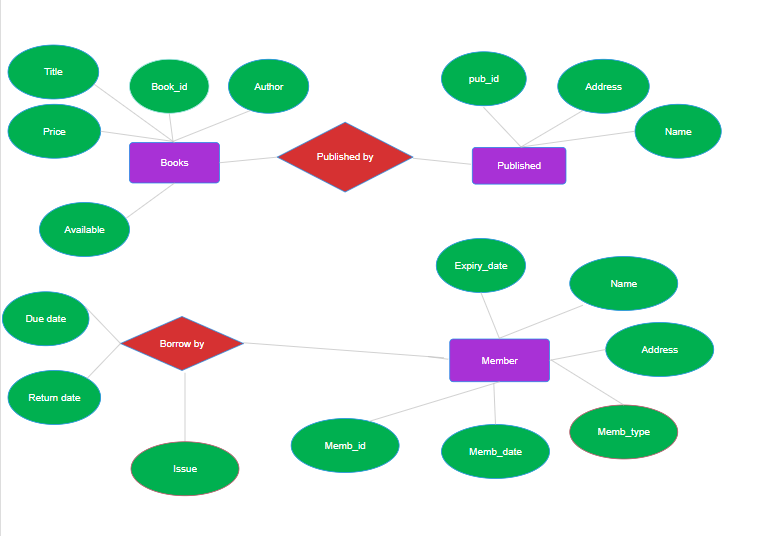 Title
Book_id
Author
pub_id
Address
Price
Name
Books
Published by
Published
Available
Expiry_date
Name
Due date
Borrow by
Member
Address
Return date
Memb_id
Memb_date
Memb_type
Issue